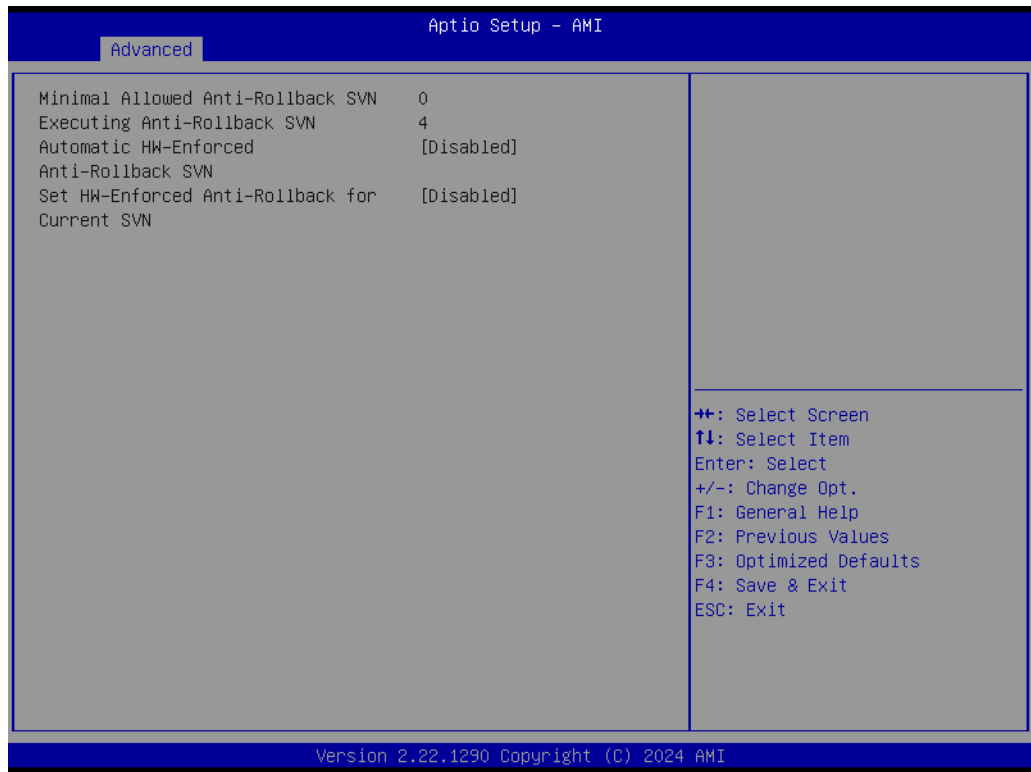 Aptio Setup – AMI
Advanced
Minimal Allowed Anti-Rollback SVN 0
Executing Anti-Rollback SVN 4
Automatic HW-Enforced [Disabled]
Anti-Rollback SVN
Set HW-Enforced Anti-Rollback for [Disabled]
Current SVN
→←: Select Screen
↑↓: Select Item
Enter: Select
+/-: Change Opt.
F1: General Help
F2: Previous Values
F3: Optimized Defaults
F4: Save & Exit
ESC: Exit
Version 2.22.1290 Copyright (C) 2024 AMI